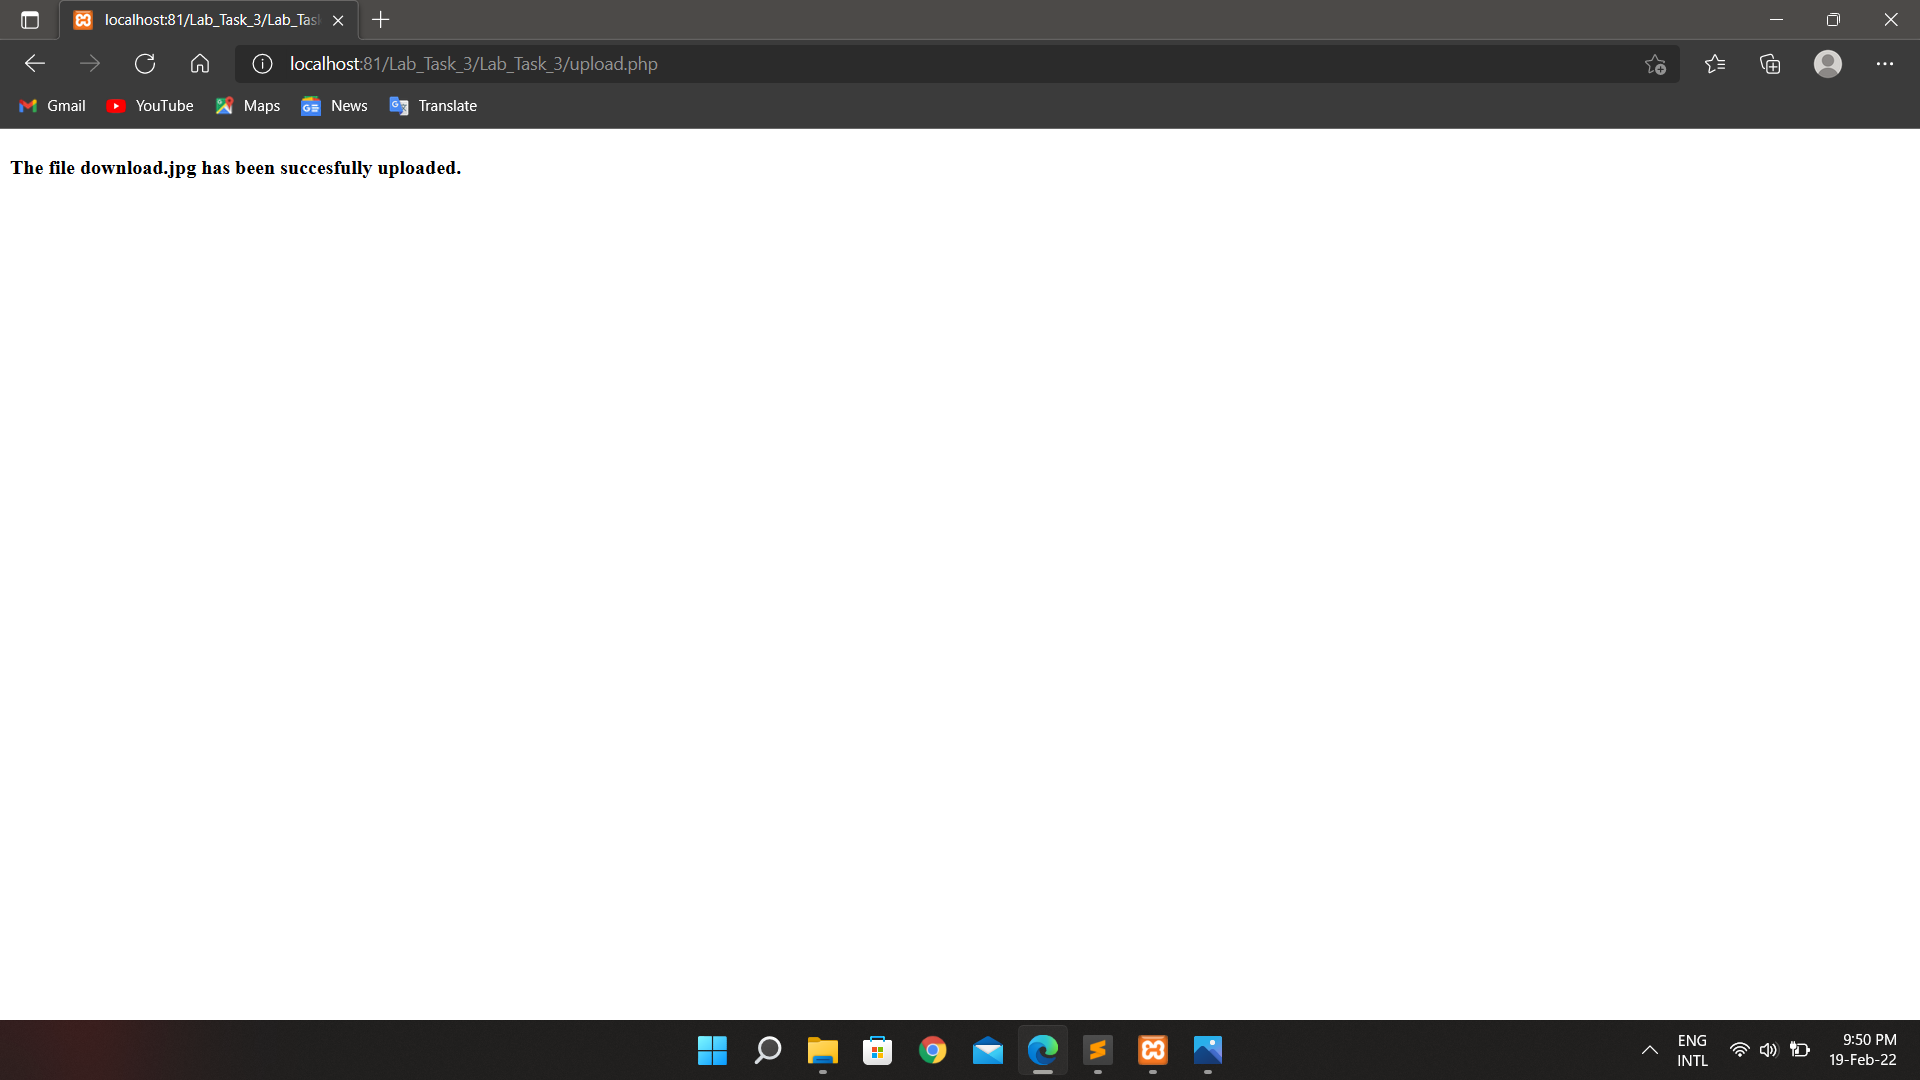 localhost:81/Lab_Task_3/Lab_Tas
localhost:81/Lab_Task_3/Lab_Task_3/upload.php
Gmail YouTube Maps News Translate
The file download.jpg has been succesfully uploaded.
ENG
INTL
9:50 PM
19-Feb-22